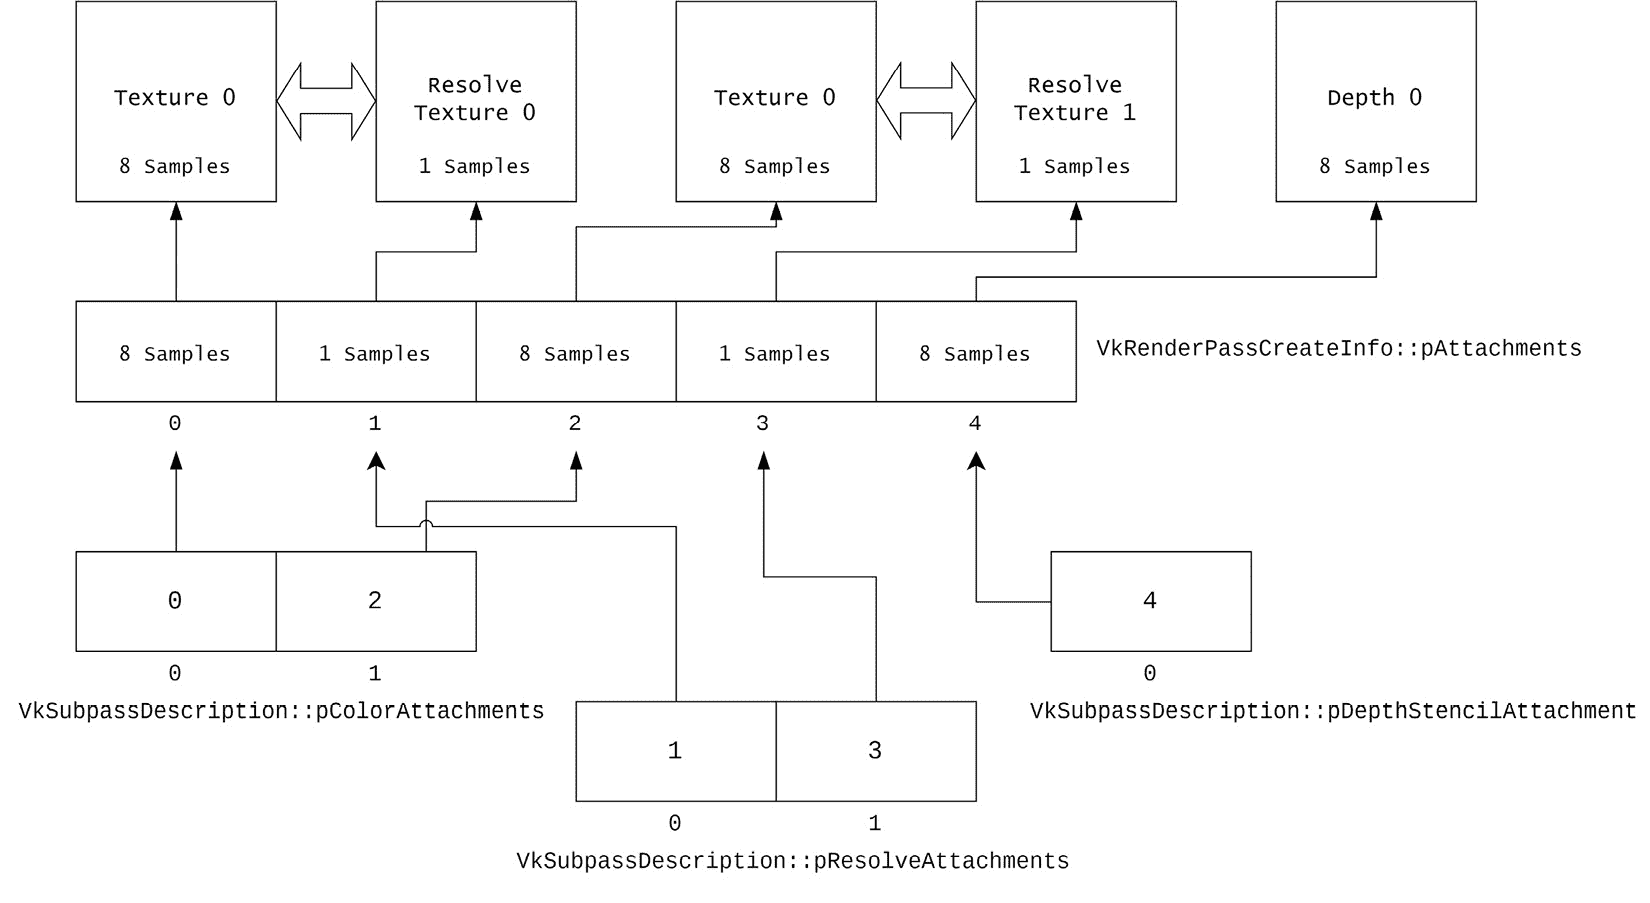 Texture 0
8 Samples
Resolve
Texture 0
1 Samples
Texture 0
8 Samples
Resolve
Texture 1
1 Samples
Depth 0
8 Samples
8 Samples
1 Samples
8 Samples
1 Samples
8 Samples
VkRenderPassCreateInfo::pAttachments
0
1
2
3
4
0
2
4
0
1
0
VkSubpassDescription::pColorAttachments
VkSubpassDescription::pDepthStencilAttachment
1
3
0
1
VkSubpassDescription::pResolveAttachments